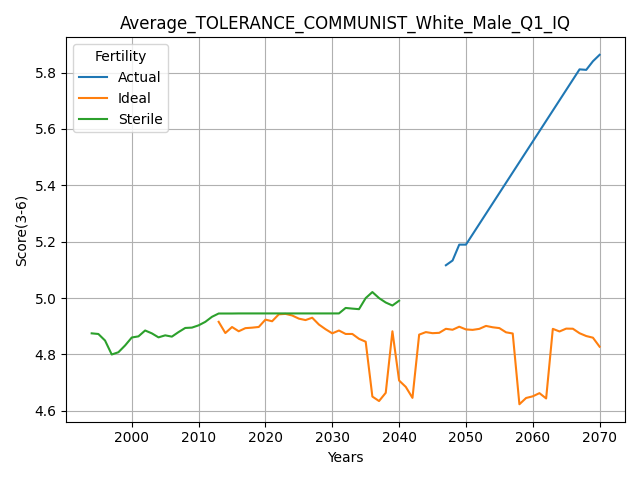 Average_TOLERANCE_COMMUNIST_White_Male_Q1_IQ
Fertility
Actual
Ideal
Sterile
Score(3-6)
5.8
5.6
5.4
5.2
5.0
4.8
4.6
2000 2010 2020 2030 2040 2050 2060 2070
Years